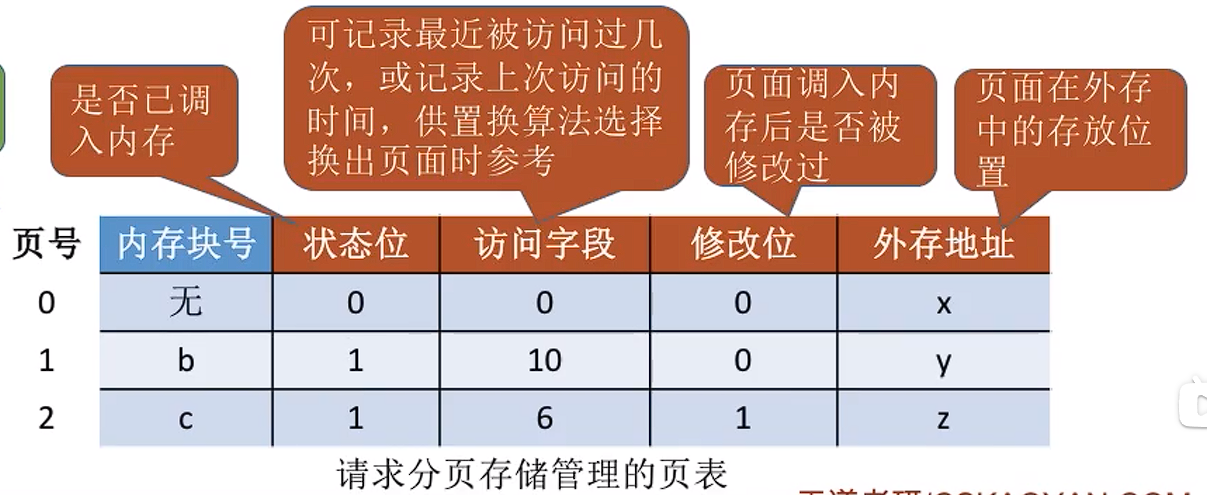 可记录最近被访问过几
次，或记录上次访问的
时间，供置换算法选择
换出页面时参考
是否已调
入内存
页面调入内
存后是否被
修改过
页面在外存
中的存放位
置
页号 内存块号 状态位 访问字段 修改位 外存地址
0 无 0 0 0 x
1 b 1 10 0 y
2 c 1 6 1 z
请求分页存储管理的页表